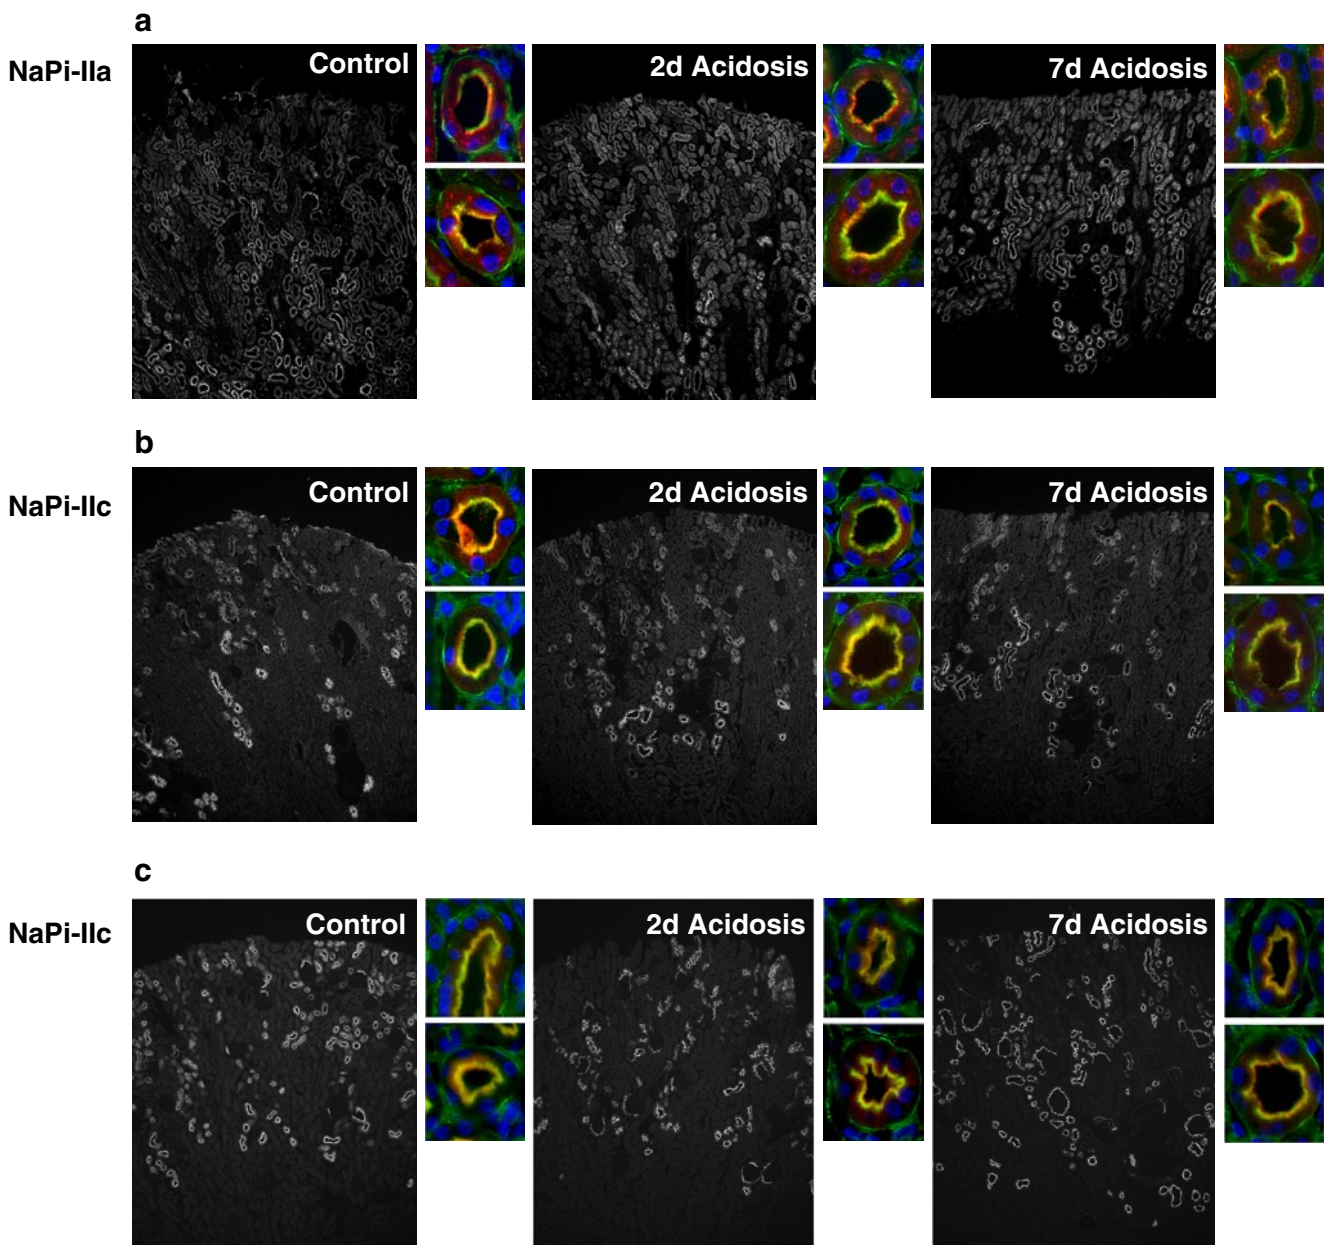 a
NaPi-IIa
Control
2d Acidosis
7d Acidosis
b
NaPi-IIc
Control
2d Acidosis
7d Acidosis
c
NaPi-IIc
Control
2d Acidosis
7d Acidosis